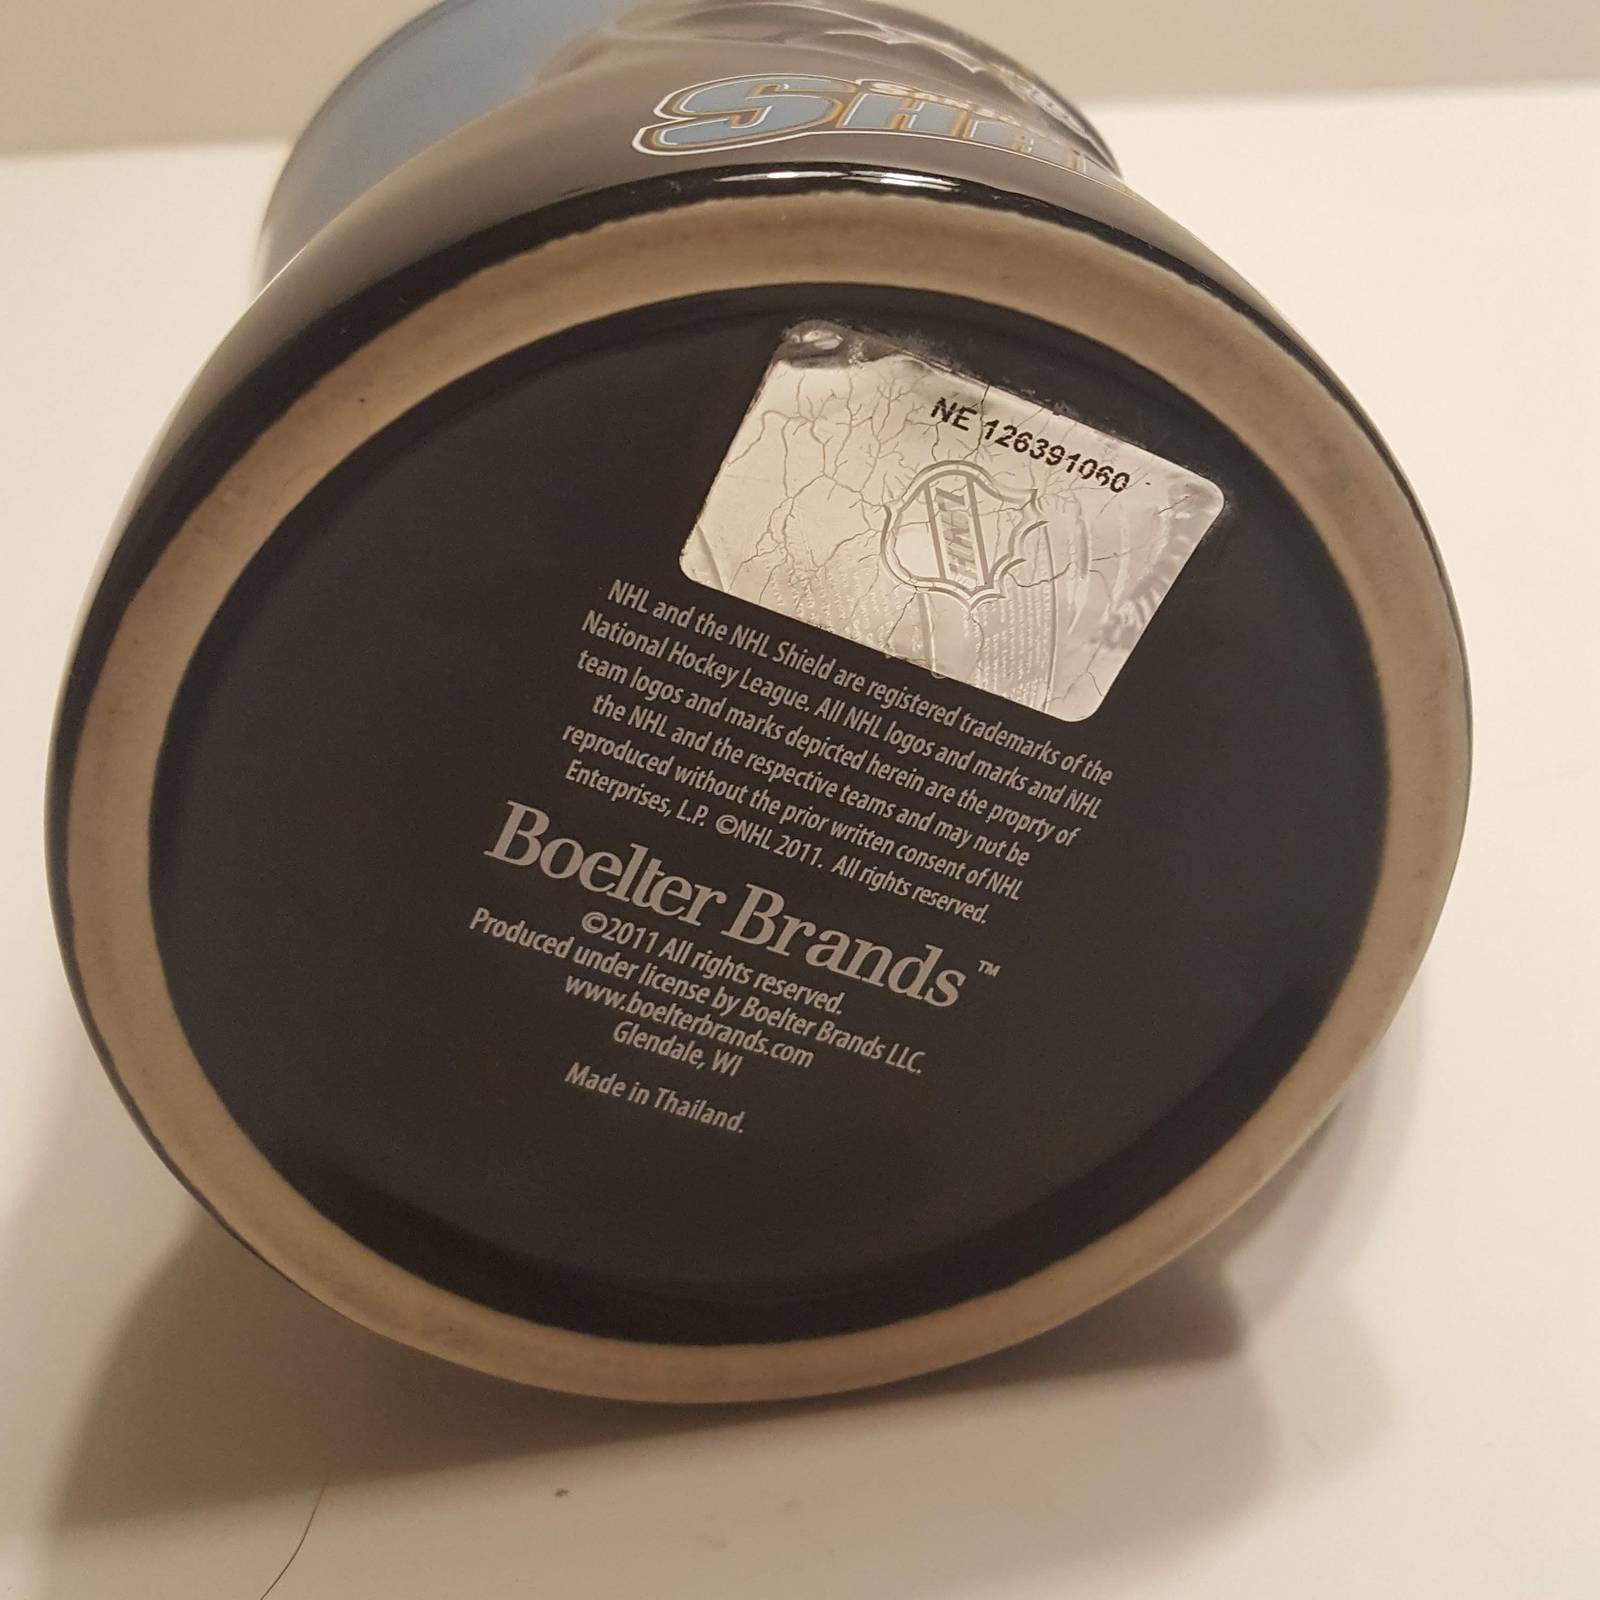 NE 126391060
NHL
NHL and the NHL Shield are registered trademarks of the
National Hockey League. All NHL logos and marks and NHL
team logos and marks depicted herein are the proprty of
the NHL and the respective teams and may not be
reproduced without the prior written consent of NHL
Enterprises, L.P. ©NHL 2011. All rights reserved.
Boelter Brands™
©2011 All rights reserved.
Produced under license by Boelter Brands LLC.
www.boelterbrands.com
Glendale, WI
Made in Thailand.